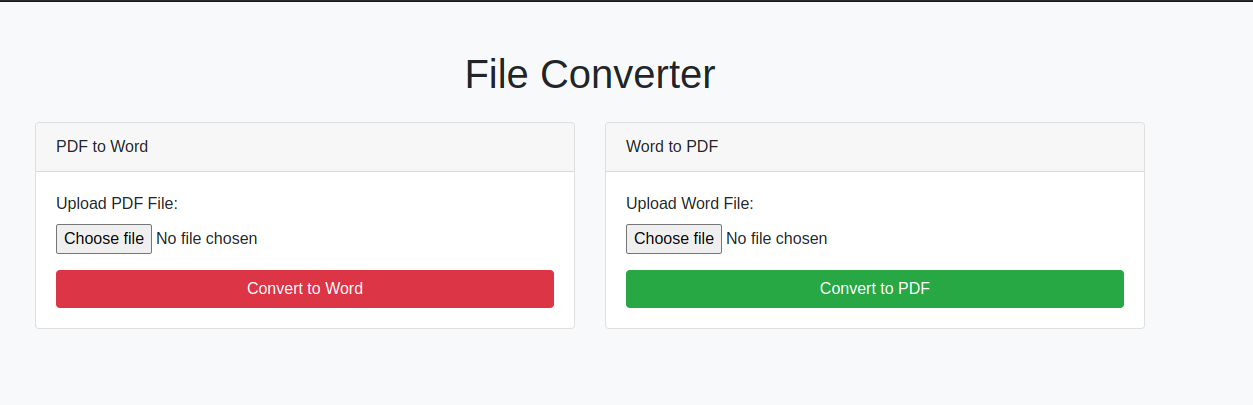 File Converter
PDF to Word
Upload PDF File:
Choose file No file chosen
Convert to Word
Word to PDF
Upload Word File:
Choose file No file chosen
Convert to PDF